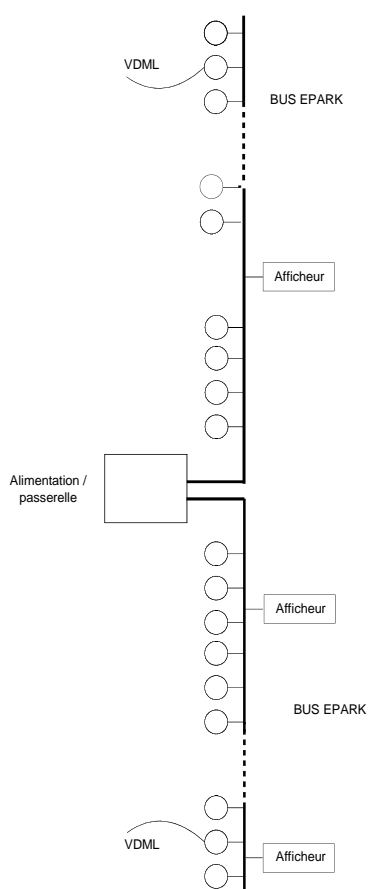 VDML
BUS EPARK
Afficheur
Alimentation /
passerelle
Afficheur
BUS EPARK
VDML
Afficheur